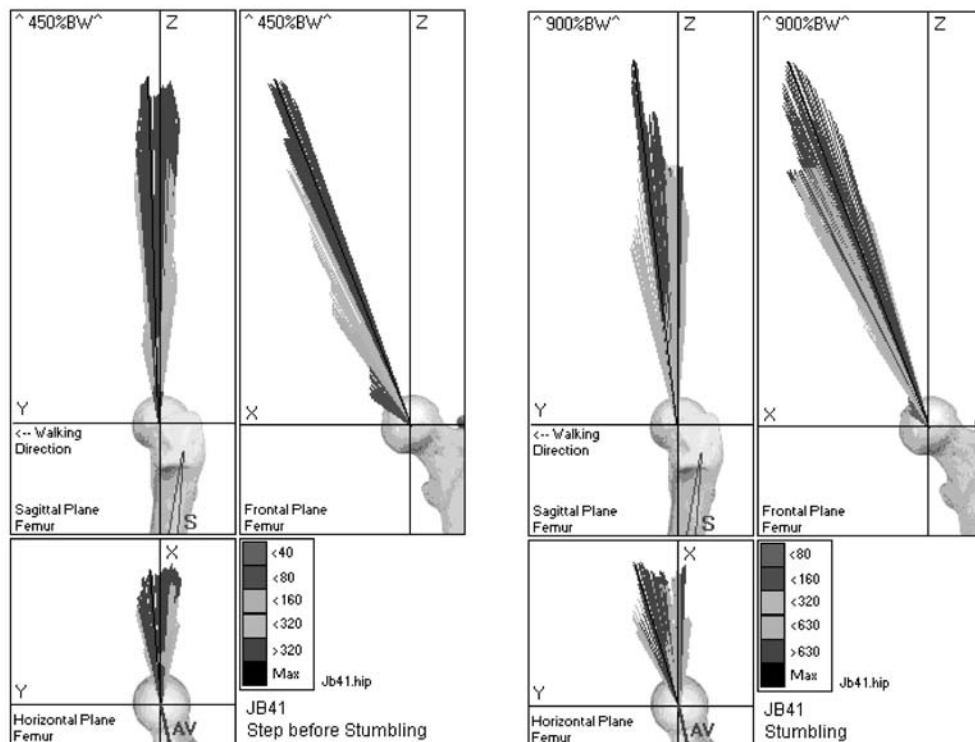 ^ 450%BW^ Z
Y
<-- Walking
Direction
S
Sagittal Plane
Femur
^ 450%BW^ Z
X
Frontal Plane
Femur
X
Y
AV
Horizontal Plane
Femur
<40
<80
<160
<320
>320
Max
Jb41.hip
JB41
Step before Stumbling
^ 900%BW^ Z
Y
<-- Walking
Direction
S
Sagittal Plane
Femur
^ 900%BW^ Z
X
Frontal Plane
Femur
X
Y
AV
Horizontal Plane
Femur
<80
<160
<320
<630
>630
Max
Jb41.hip
JB41
Stumbling